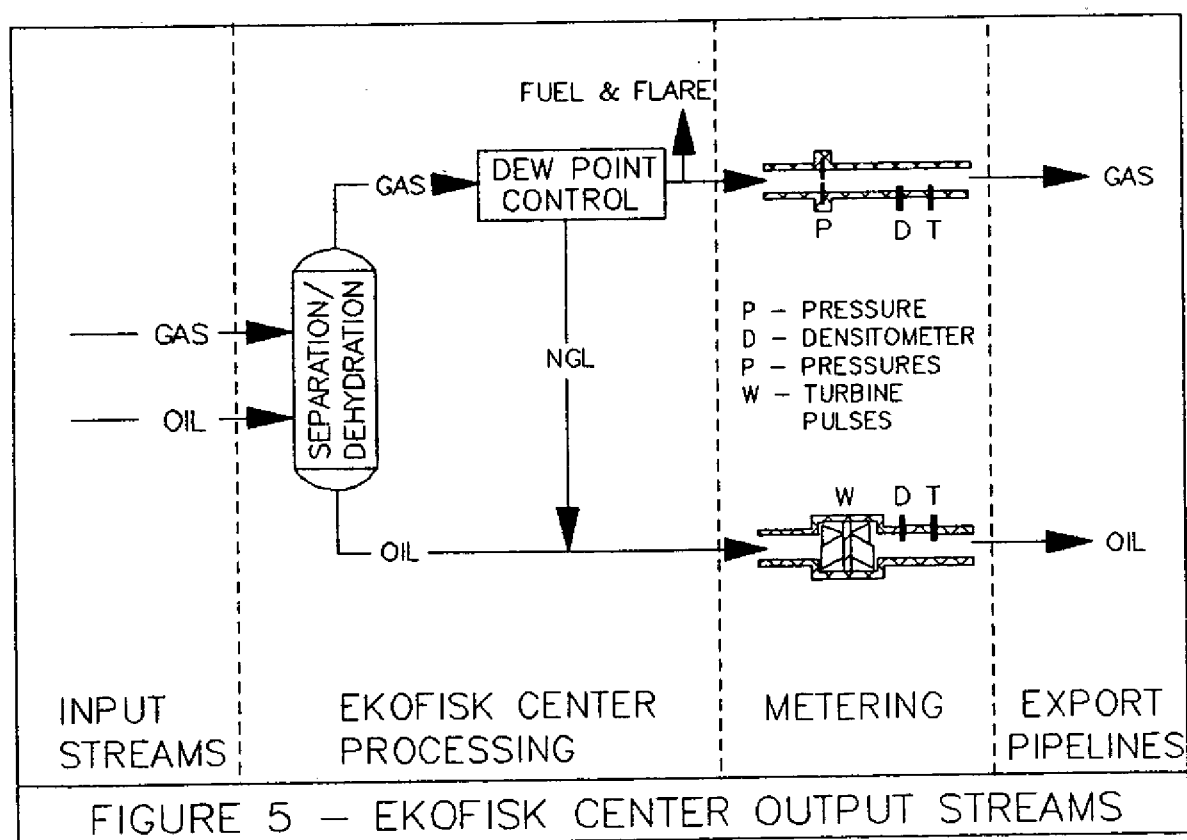 FUEL & FLARE
DEW POINT
CONTROL
GAS
GAS
P
D
T
GAS
OIL
SEPARATION/
DEHYDRATION
NGL
P – PRESSURE
D – DENSITOMETER
P – PRESSURES
W – TURBINE
PULSES
W
D
T
OIL
OIL
INPUT
STREAMS
EKOFISK CENTER
PROCESSING
METERING
EXPORT
PIPELINES
FIGURE 5 – EKOFISK CENTER OUTPUT STREAMS